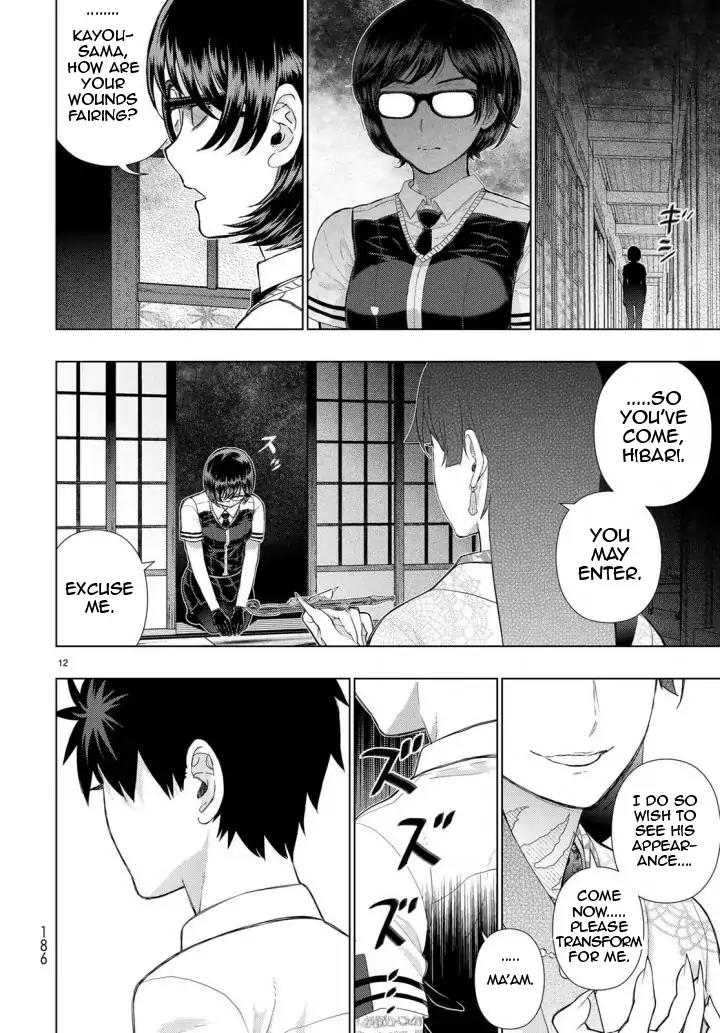 ギシ
.........
KAYOU-
SAMA,
HOW ARE
YOUR
WOUNDS
FAIRING?
.....SO
YOU'VE
COME,
HIBARI.
YOU
MAY
ENTER.
スッ
EXCUSE
ME.
12
I DO SO
WISH TO
SEE HIS
APPEAR-
ANCE....
COME
NOW.....
PLEASE
TRANSFORM
FOR ME.
ズズズ
.....
MA'AM.
186